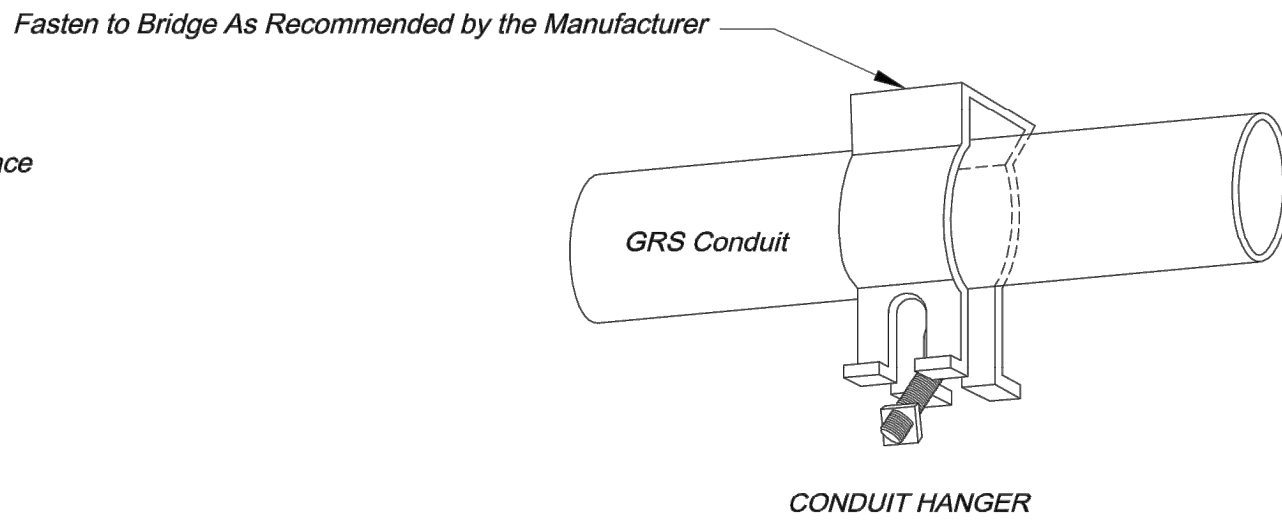 Fasten to Bridge As Recommended by the Manufacturer
GRS Conduit
CONDUIT HANGER